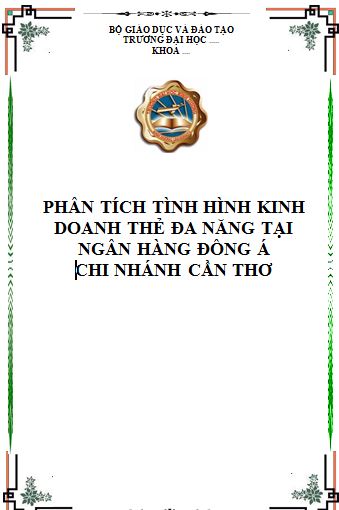 BỘ GIÁO DỤC VÀ ĐÀO TẠO
TRƯỜNG ĐẠI HỌC .....
KHOA ....
PHÂN TÍCH TÌNH HÌNH KINH
DOANH THẺ ĐA NĂNG TẠI
NGÂN HÀNG ĐÔNG Á
CHI NHÁNH CẦN THƠ